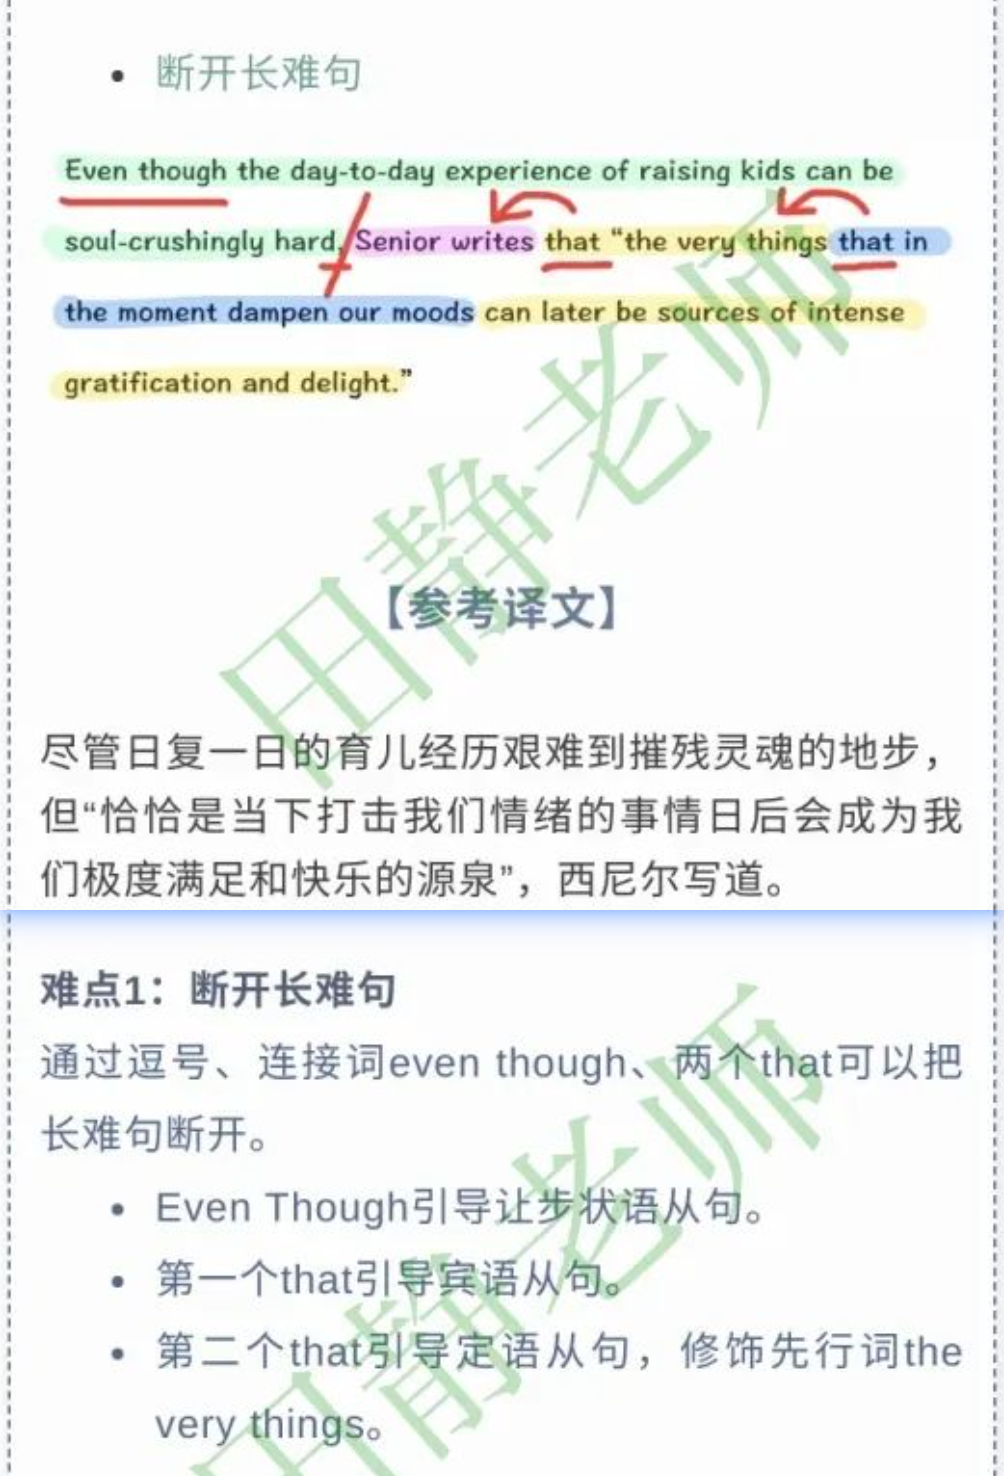 断开长难句
Even though the day-to-day experience of raising kids can be
soul-crushingly hard, Senior writes that “the very things that in
the moment dampen our moods can later be sources of intense
gratification and delight.”
【参考译文】
尽管日复一日的育儿经历艰难到摧残灵魂的地步，
但“恰恰是当下打击我们情绪的事情日后会成为我
们极度满足和快乐的源泉”，西尼尔写道。
难点1：断开长难句
通过逗号、连接词even though、两个that可以把
长难句断开。
Even Though引导让步状语从句。
第一个that引导宾语从句。
第二个that引导定语从句，修饰先行词the
very things。
田静老师
田静老师